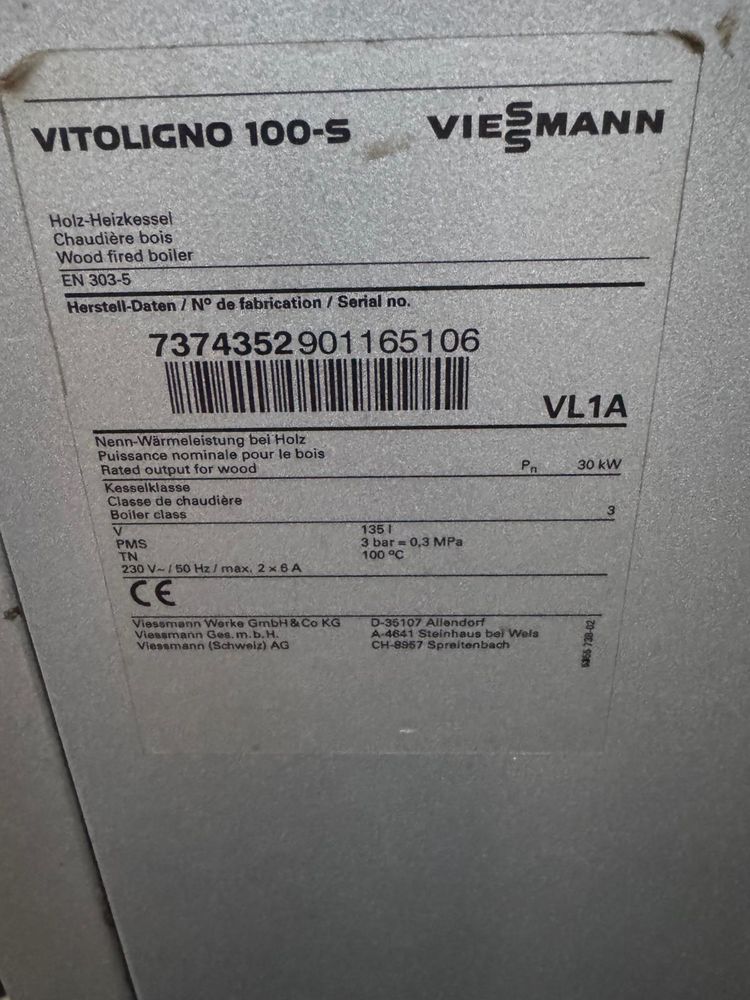 VITOLIGNO 100-S VIESSMANN
Holz-Heizkessel
Chaudière bois
Wood fired boiler
EN 303-5
Herstell-Daten / Nº de fabrication / Serial no.
7374352901165106
VL1A
Nenn-Wärmeleistung bei Holz
Puissance nominale pour le bois
Rated output for wood Pn 30 kW
Kesselklasse
Classe de chaudière
Boiler class 3
V 135 l
PMS 3 bar = 0,3 MPa
TN 100 ºC
230 V~ / 50 Hz / max. 2 x 6 A
CE
Viessmann Werke GmbH & Co KG D-35107 Allendorf
Viessmann Ges.m.b.H. A-4641 Steinhaus bei Wels
Viessmann (Schweiz) AG CH-8957 Spreitenbach